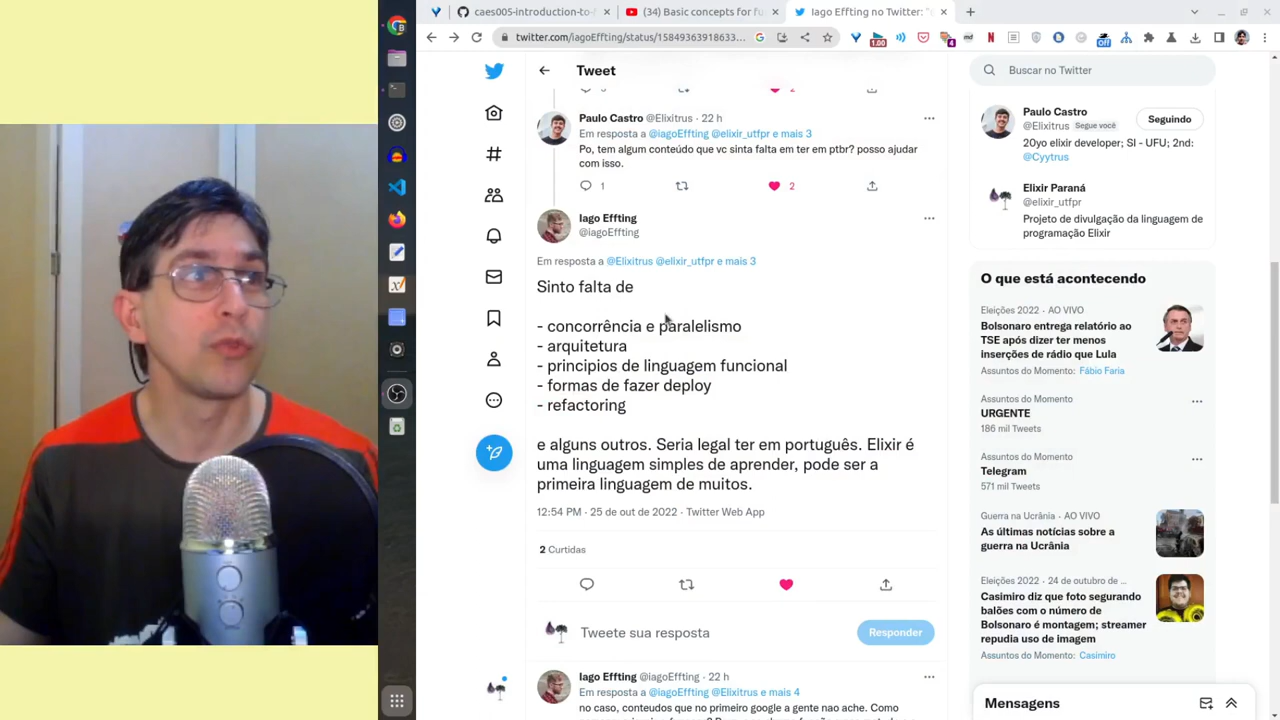 caes005-introduction-to-
(34) Basic concepts for fu
Iago Effting no Twitter: "
twitter.com/IagoEffting/status/15849363918633...
1.00
4
Off
Tweet
Buscar no Twitter
2
Paulo Castro @Elixitrus · 22 h
Em resposta a @iagoEffting @elixir_utfpr e mais 3
Po, tem algum conteúdo que vc sinta falta em ter em ptbr? posso ajudar
com isso.
1
2
Iago Effting
@iagoEffting
Em resposta a @Elixitrus @elixir_utfpr e mais 3
Sinto falta de
- concorrência e paralelismo
- arquitetura
- principios de linguagem funcional
- formas de fazer deploy
- refactoring
e alguns outros. Seria legal ter em português. Elixir é
uma linguagem simples de aprender, pode ser a
primeira linguagem de muitos.
12:54 PM · 25 de out de 2022 · Twitter Web App
2 Curtidas
Tweete sua resposta
Responder
Iago Effting @iagoEffting · 22 h
Em resposta a @iagoEffting @Elixitrus e mais 4
no caso, conteudos que no primeiro google a gente nao ache. Como
Paulo Castro
@Elixitrus Segue você
Seguindo
20yo elixir developer; SI - UFU; 2nd:
@Cyytrus
Elixir Paraná
@elixir_utfpr
Projeto de divulgação da linguagem de
programação Elixir
O que está acontecendo
Eleições 2022 · AO VIVO
Bolsonaro entrega relatório ao
TSE após dizer ter menos
inserções de rádio que Lula
Assuntos do Momento: Fábio Faria
Assuntos do Momento
URGENTE
186 mil Tweets
Assuntos do Momento
Telegram
571 mil Tweets
Guerra na Ucrânia · AO VIVO
As últimas notícias sobre a
guerra na Ucrânia
Eleições 2022 · 24 de outubro de ...
Casimiro diz que foto segurando
balões com o número de
Bolsonaro é montagem; streamer
repudia uso de imagem
Assuntos do Momento: Casimiro
Mensagens